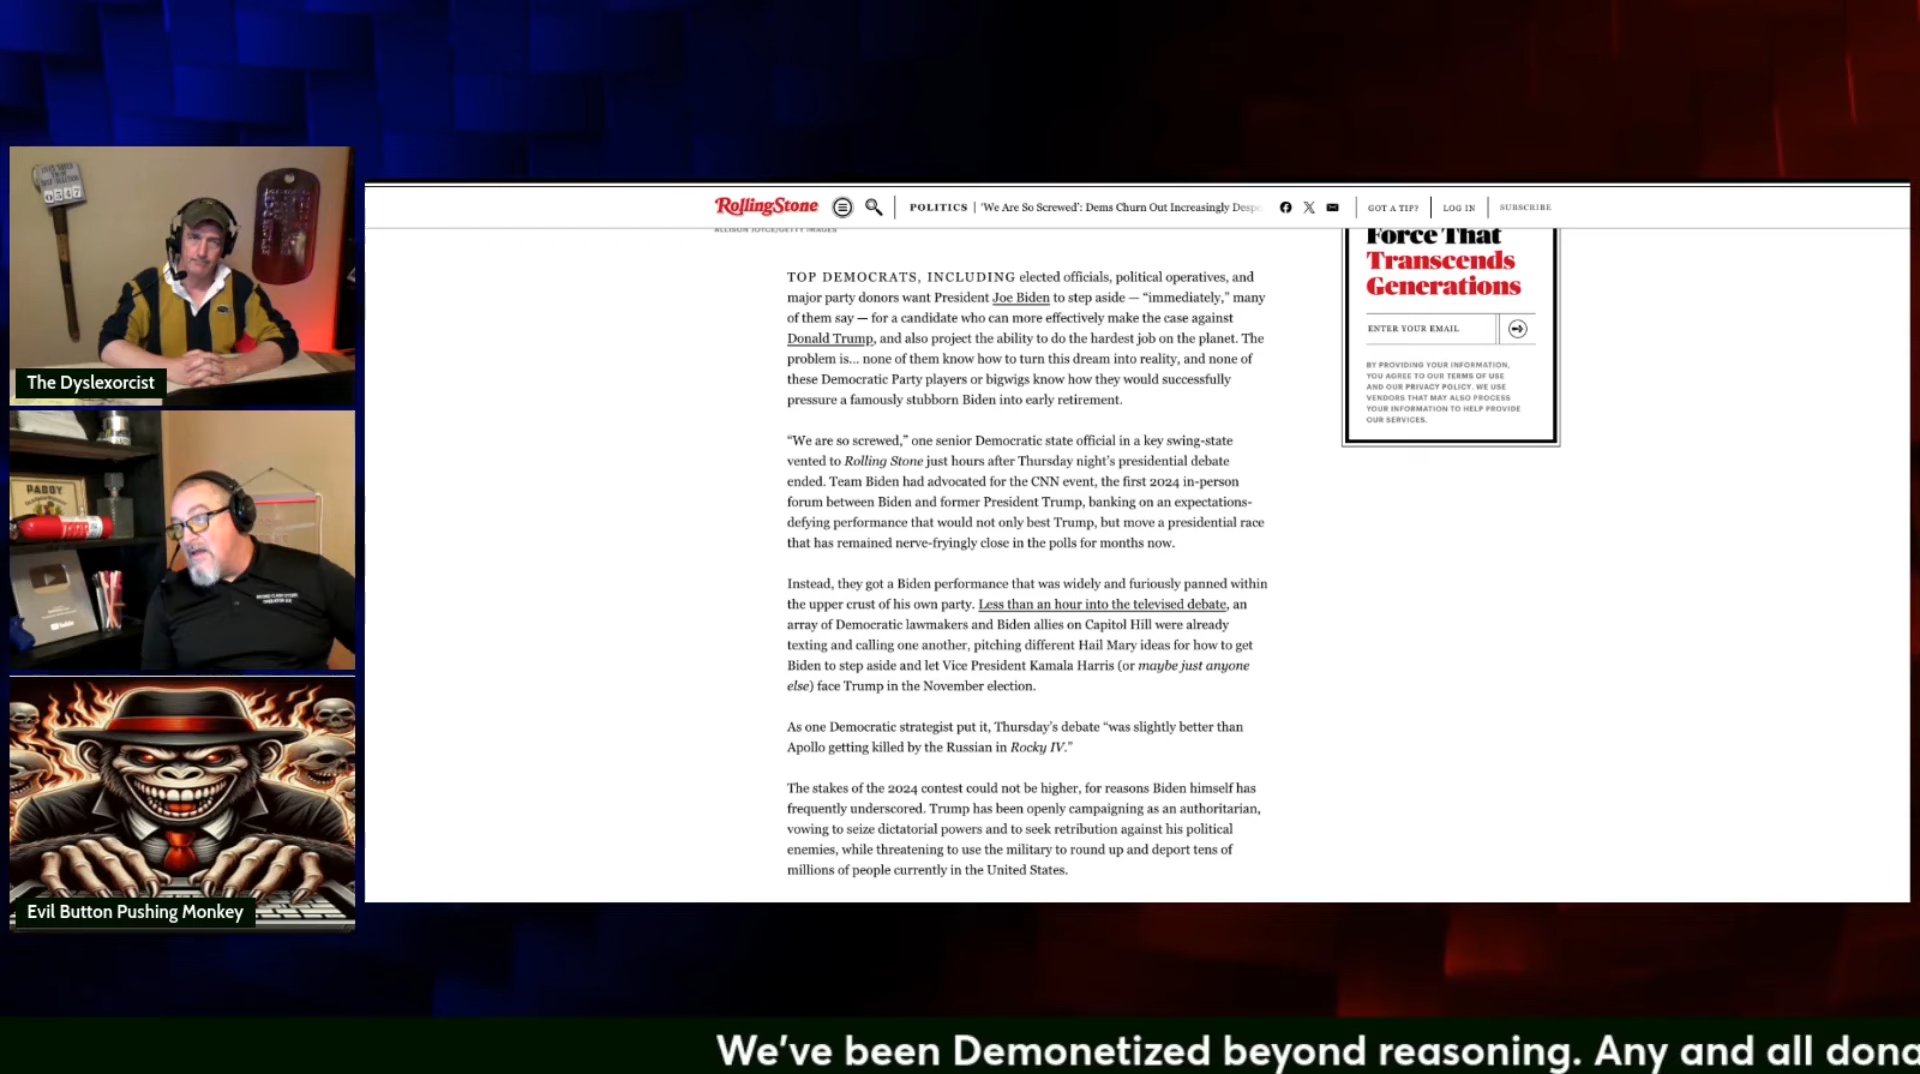 RollingStone
POLITICS | 'We Are So Screwed': Dems Churn Out Increasingly Despe
GOT A TIP?
LOG IN
SUBSCRIBE
ALLISON JOYCE/GETTY IMAGES
TOP DEMOCRATS, INCLUDING elected officials, political operatives, and
major party donors want President Joe Biden to step aside — “immediately,” many
of them say — for a candidate who can more effectively make the case against
Donald Trump, and also project the ability to do the hardest job on the planet. The
problem is... none of them know how to turn this dream into reality, and none of
these Democratic Party players or bigwigs know how they would successfully
pressure a famously stubborn Biden into early retirement.
“We are so screwed,” one senior Democratic state official in a key swing-state
vented to Rolling Stone just hours after Thursday night’s presidential debate
ended. Team Biden had advocated for the CNN event, the first 2024 in-person
forum between Biden and former President Trump, banking on an expectations-
defying performance that would not only best Trump, but move a presidential race
that has remained nerve-fryingly close in the polls for months now.
Instead, they got a Biden performance that was widely and furiously panned within
the upper crust of his own party. Less than an hour into the televised debate, an
array of Democratic lawmakers and Biden allies on Capitol Hill were already
texting and calling one another, pitching different Hail Mary ideas for how to get
Biden to step aside and let Vice President Kamala Harris (or maybe just anyone
else) face Trump in the November election.
As one Democratic strategist put it, Thursday’s debate “was slightly better than
Apollo getting killed by the Russian in Rocky IV.”
The stakes of the 2024 contest could not be higher, for reasons Biden himself has
frequently underscored. Trump has been openly campaigning as an authoritarian,
vowing to seize dictatorial powers and to seek retribution against his political
enemies, while threatening to use the military to round up and deport tens of
millions of people currently in the United States.
Force That
Transcends
Generations
ENTER YOUR EMAIL
BY PROVIDING YOUR INFORMATION,
YOU AGREE TO OUR TERMS OF USE
AND OUR PRIVACY POLICY. WE USE
VENDORS THAT MAY ALSO PROCESS
YOUR INFORMATION TO HELP PROVIDE
OUR SERVICES.
The Dyslexorcist
PABBY
YouTube
Evil Button Pushing Monkey
We’ve been Demonetized beyond reasoning. Any and all dona